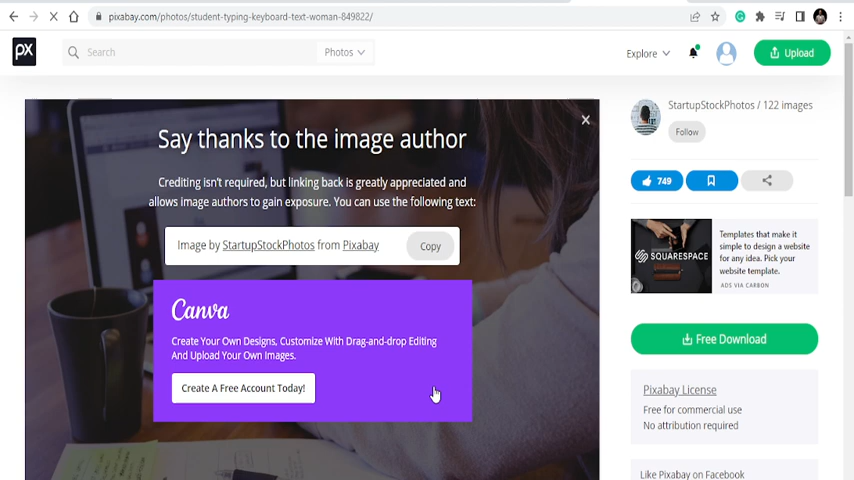 pixabay.com/photos/student-typing-keyboard-text-woman-849822/
px
Search
Photos
Explore
Upload
Say thanks to the image author
Crediting isn't required, but linking back is greatly appreciated and
allows image authors to gain exposure. You can use the following text:
Image by StartupStockPhotos from Pixabay
Copy
Canva
Create Your Own Designs, Customize With Drag-and-drop Editing
And Upload Your Own Images.
Create A Free Account Today!
StartupStockPhotos / 122 images
Follow
749
SQUARESPACE
Templates that make it
simple to design a website
for any idea. Pick your
website template.
ADS VIA CARBON
Free Download
Pixabay License
Free for commercial use
No attribution required
Like Pixabay on Facebook